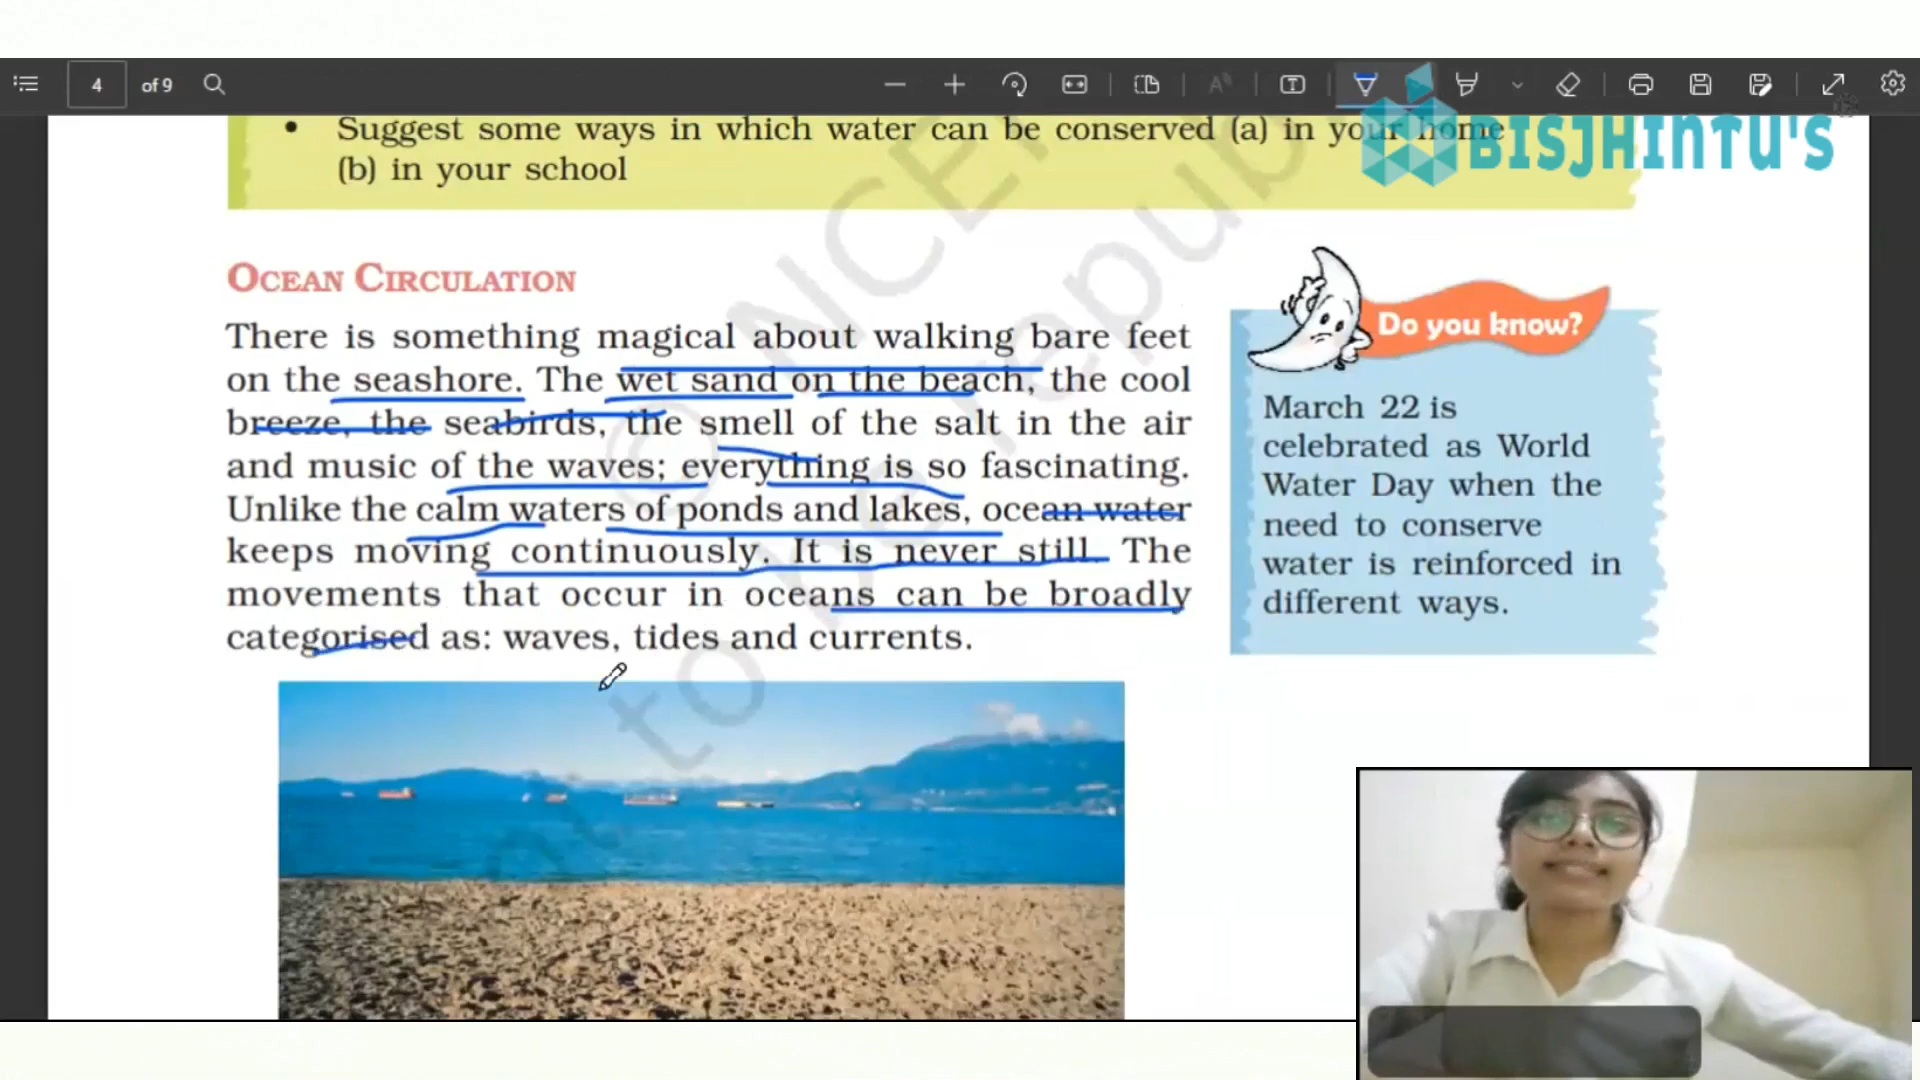 4 of 9
BISJHINTU'S
• Suggest some ways in which water can be conserved (a) in your home
(b) in your school
OCEAN CIRCULATION
There is something magical about walking bare feet
on the seashore. The wet sand on the beach, the cool
breeze, the seabirds, the smell of the salt in the air
and music of the waves; everything is so fascinating.
Unlike the calm waters of ponds and lakes, ocean water
keeps moving continuously. It is never still. The
movements that occur in oceans can be broadly
categorised as: waves, tides and currents.
Do you know?
March 22 is
celebrated as World
Water Day when the
need to conserve
water is reinforced in
different ways.